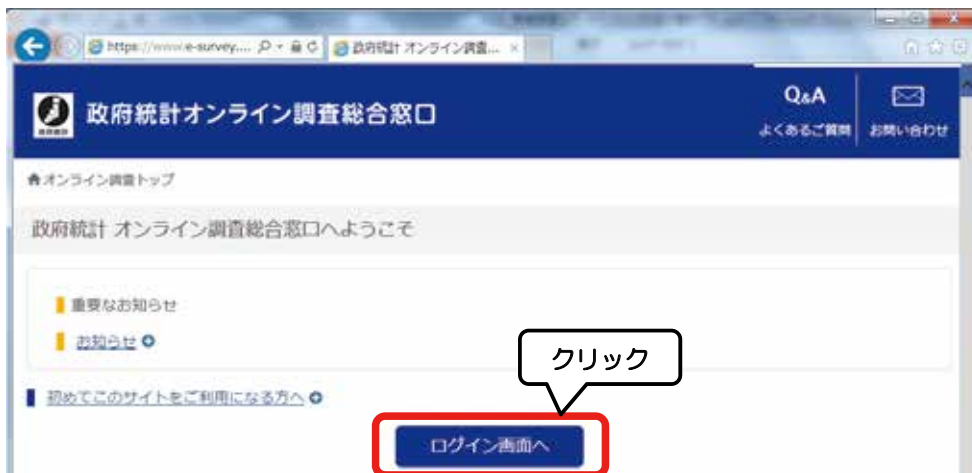 https://www.e-survey....
政府統計 オンライン調査...
政府統計オンライン調査総合窓口
Q&A
よくあるご質問
お問い合わせ
オンライン調査トップ
政府統計 オンライン調査総合窓口へようこそ
重要なお知らせ
お知らせ
クリック
初めてこのサイトをご利用になる方へ
ログイン画面へ